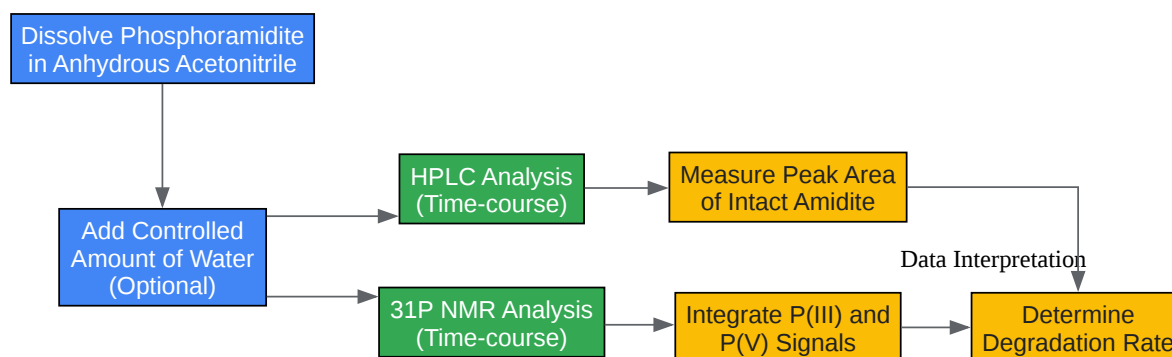 Dissolve Phosphoramidite
in Anhydrous Acetonitrile
Add Controlled
Amount of Water
(Optional)
HPLC Analysis
(Time-course)
Measure Peak Area
of Intact Amidite
31P NMR Analysis
(Time-course)
Integrate P(III) and
P(V) Signals
Data Interpretation
Determine
Degradation Rate